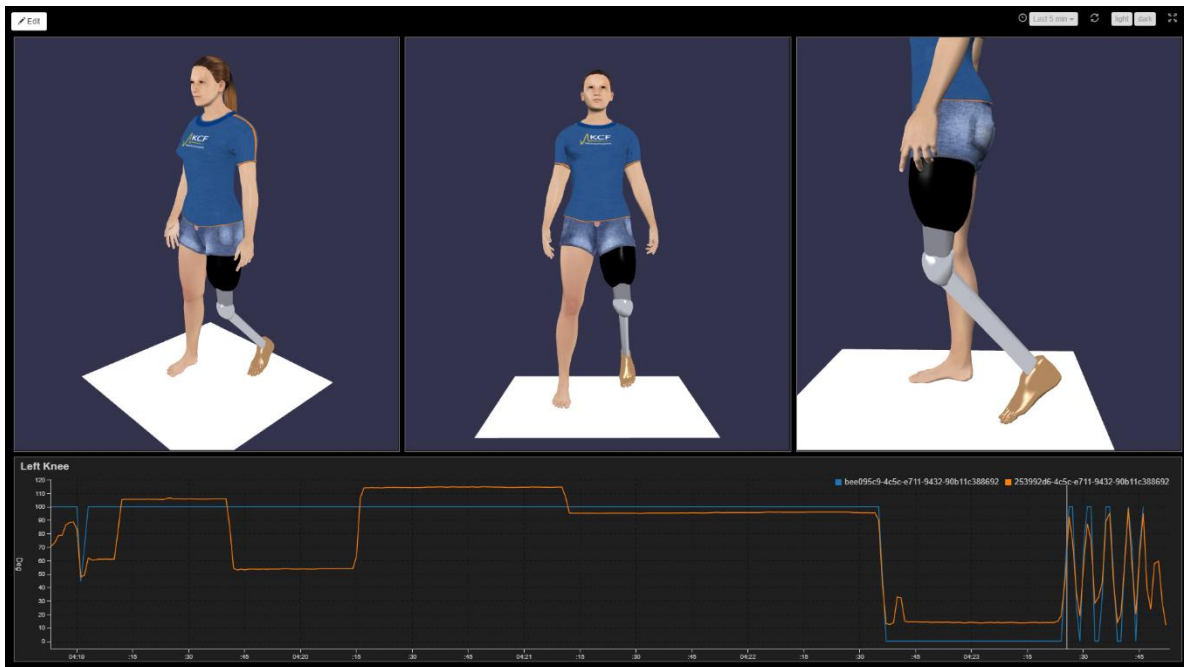 Edit
Last 5 min
light dark
KCF
KCF
Left Knee
bee095c9-4c5c-e711-9432-90b11c388692 253992d6-4c5c-e711-9432-90b11c388692
120
110
100
90
80
70
60
50
40
30
20
10
0
Deg
04:19 :15 :30 :45 04:20 :15 :30 :45 04:21 :15 :30 :45 04:22 :15 :30 :45 04:23 :15 :30 :45